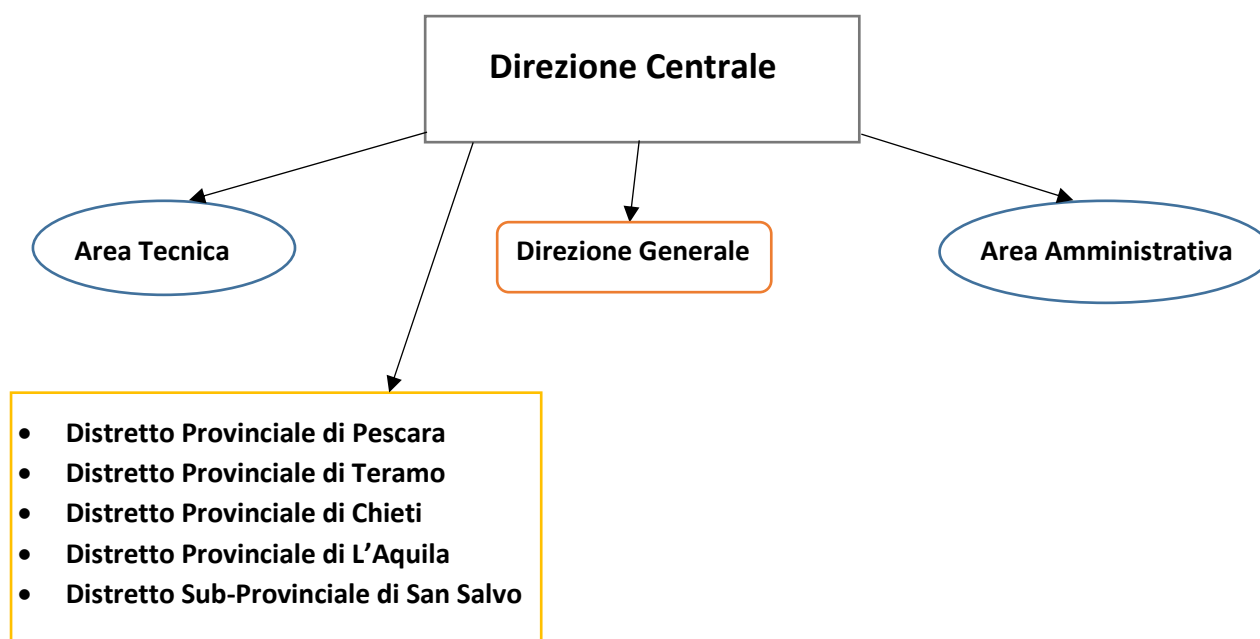 Direzione Centrale
Area Tecnica
Direzione Generale
Area Amministrativa
• Distretto Provinciale di Pescara
• Distretto Provinciale di Teramo
• Distretto Provinciale di Chieti
• Distretto Provinciale di L’Aquila
• Distretto Sub-Provinciale di San Salvo